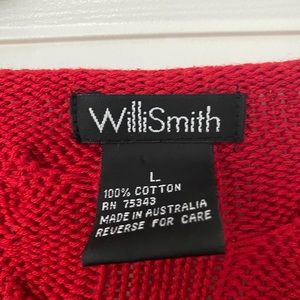 WilliSmith
L
100% COTTON
RN 75343
MADE IN AUSTRALIA
REVERSE FOR CARE